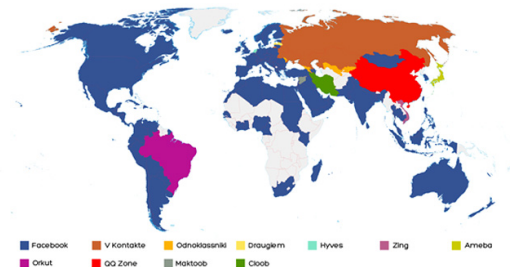 Facebook V Kontakte Odnoklassniki Draugiem Hyves Zing Ameba
Orkut QQ Zone Maktoob Cloob